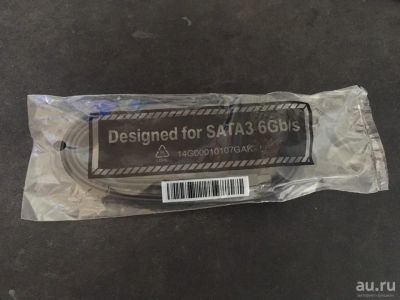 Designed for SATA3 6Gb/s
14G00010107GAK
au.ru